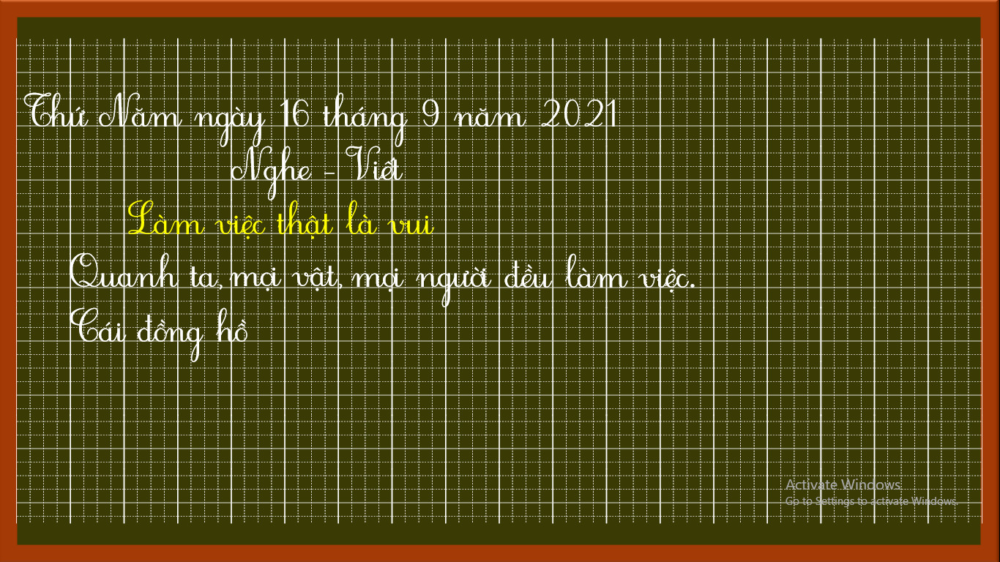 Thứ Năm ngày 16 tháng 9 năm 2021
Nghe - Viết
Làm việc thật là vui
Quanh ta, mọi vật, mọi người đều làm việc.
Cái đồng hồ
Activate Windows
Go to Settings to activate Windows.